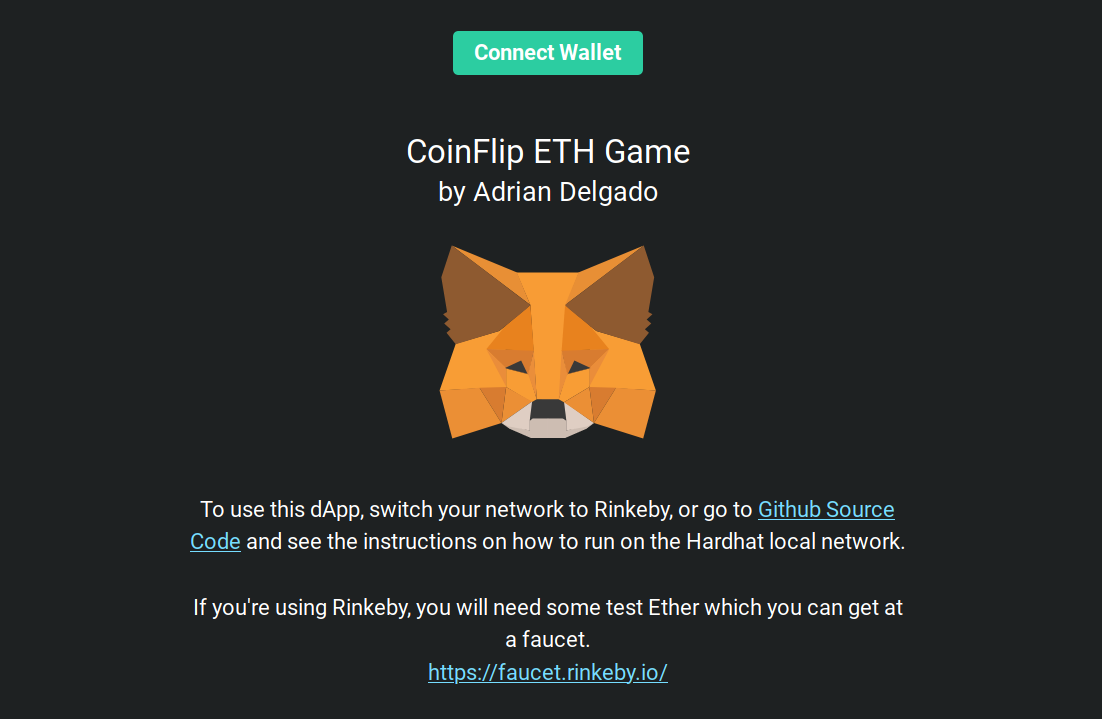 Connect Wallet
CoinFlip ETH Game
by Adrian Delgado
To use this dApp, switch your network to Rinkeby, or go to Github Source
Code and see the instructions on how to run on the Hardhat local network.
If you're using Rinkeby, you will need some test Ether which you can get at
a faucet.
https://faucet.rinkeby.io/